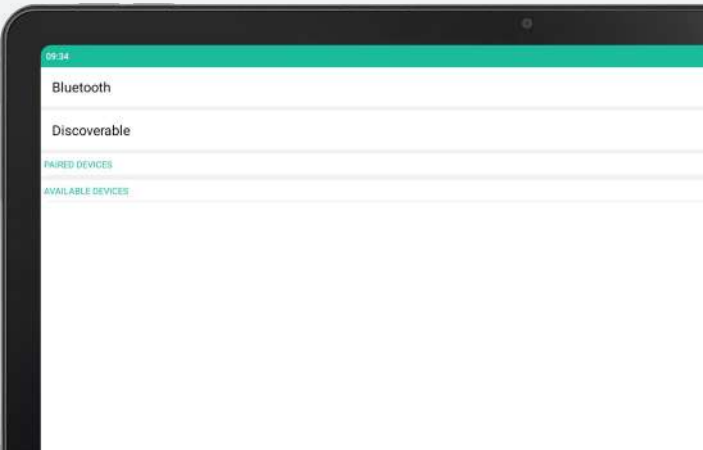 09:34
Bluetooth
Discoverable
PAIRED DEVICES
AVAILABLE DEVICES